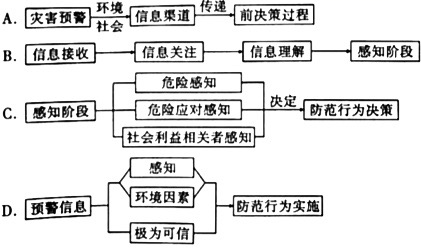 A. 灾害预警 环境 社会 信息渠道 传递 前决策过程
B. 信息接收 信息关注 信息理解 感知阶段
C. 感知阶段 危险感知 危险应对感知 社会利益相关者感知 决定 防范行为决策
D. 预警信息 感知 环境因素 极为可信 防范行为实施